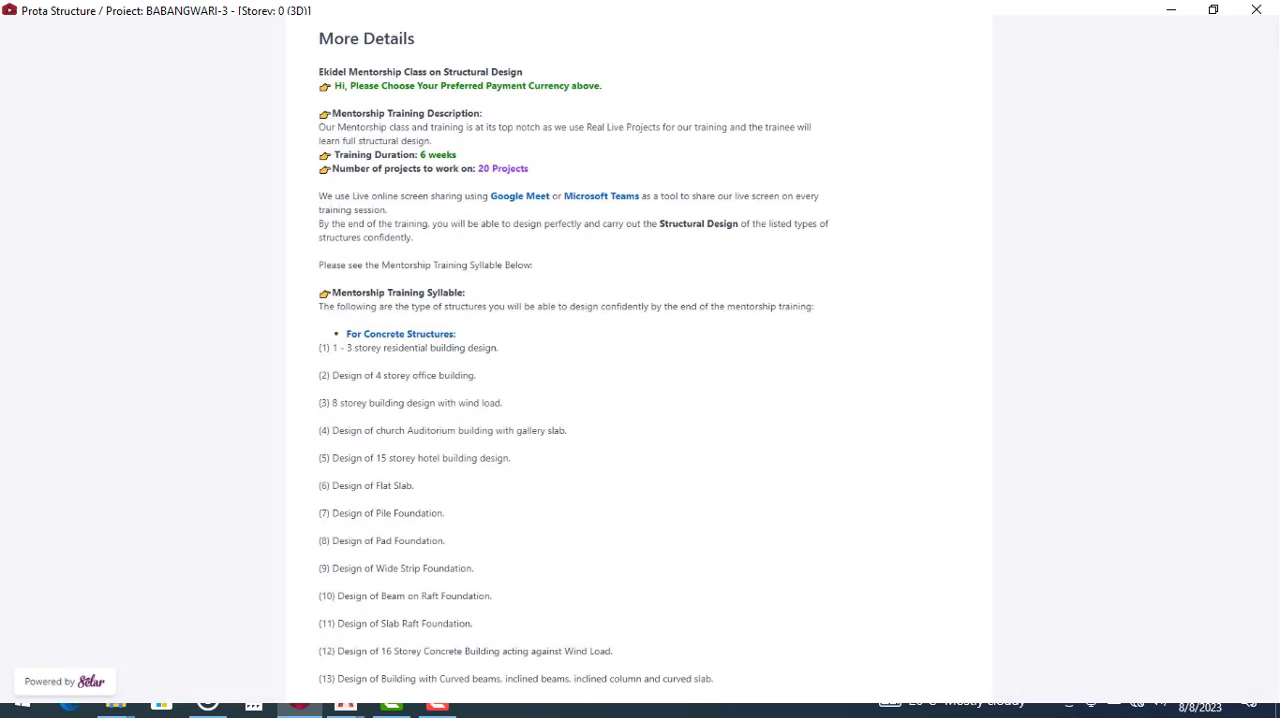 Prota Structure / Project: BABANGWARI-3 - [Storey: 0 (3D)]
More Details
Ekidel Mentorship Class on Structural Design
👉 Hi, Please Choose Your Preferred Payment Currency above.
👉Mentorship Training Description:
Our Mentorship class and training is at its top notch as we use Real Live Projects for our training and the trainee will
learn full structural design.
👉 Training Duration: 6 weeks
👉Number of projects to work on: 20 Projects
We use Live online screen sharing using Google Meet or Microsoft Teams as a tool to share our live screen on every
training session.
By the end of the training, you will be able to design perfectly and carry out the Structural Design of the listed types of
structures confidently.
Please see the Mentorship Training Syllable Below:
👉Mentorship Training Syllable:
The following are the type of structures you will be able to design confidently by the end of the mentorship training:
• For Concrete Structures:
(1) 1 - 3 storey residential building design.
(2) Design of 4 storey office building.
(3) 8 storey building design with wind load.
(4) Design of church Auditorium building with gallery slab.
(5) Design of 15 storey hotel building design.
(6) Design of Flat Slab.
(7) Design of Pile Foundation.
(8) Design of Pad Foundation.
(9) Design of Wide Strip Foundation.
(10) Design of Beam on Raft Foundation.
(11) Design of Slab Raft Foundation.
(12) Design of 16 Storey Concrete Building acting against Wind Load.
(13) Design of Building with Curved beams, inclined beams, inclined column and curved slab.
Powered by Selar
Mostly cloudy
8/8/2023